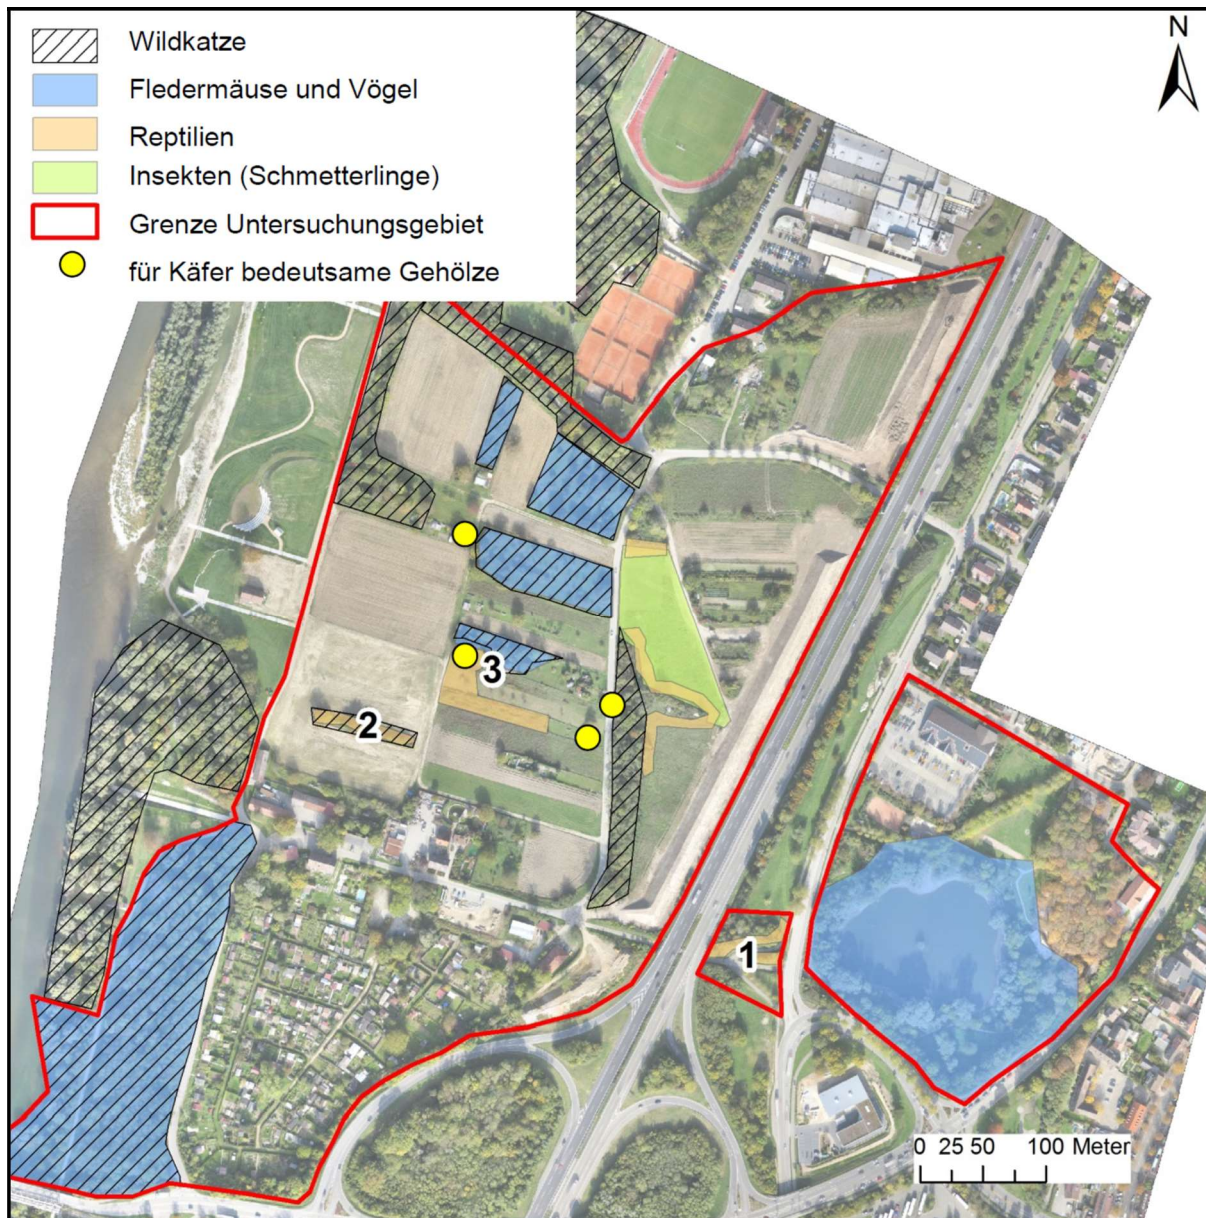 Wildkatze
Fledermäuse und Vögel
Reptilien
Insekten (Schmetterlinge)
Grenze Untersuchungsgebiet
für Käfer bedeutsame Gehölze
N
3
2
1
0 25 50 100 Meter